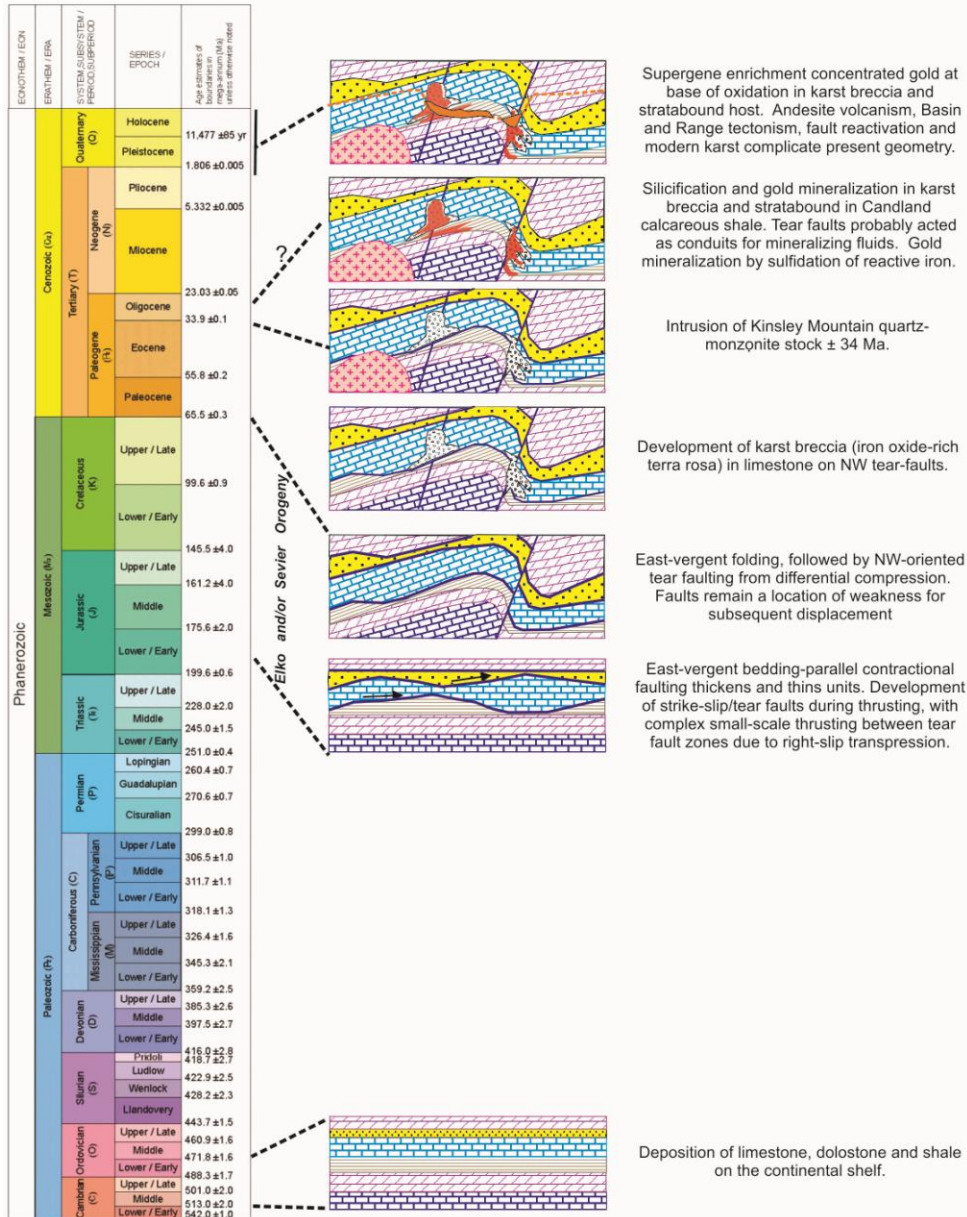 EONOTHEM / EON
ERATHEM / ERA
SYSTEM,SUBSYSTEM /
PERIOD,SUBPERIOD
SERIES /
EPOCH
Age estimates of
boundaries in
mega-annum (Ma)
unless otherwise noted
Phanerozoic
Cenozoic (Cz)
Quaternary
(Q)
Holocene
11,477 ±85 yr
Pleistocene
1.806 ±0.005
Tertiary (T)
Neogene
(N)
Pliocene
5.332 ±0.005
Miocene
23.03 ±0.05
Paleogene
Oligocene
33.9 ±0.1
Eocene
55.8 ±0.2
Paleocene
65.5 ±0.3
Mesozoic (Mz)
Cretaceous
(K)
Upper / Late
99.6 ±0.9
Lower / Early
145.5 ±4.0
Jurassic
(J)
Upper / Late
161.2 ±4.0
Middle
175.6 ±2.0
Lower / Early
199.6 ±0.6
Triassic
Upper / Late
228.0 ±2.0
Middle
245.0 ±1.5
Lower / Early
251.0 ±0.4
Paleozoic
Permian
(P)
Lopingian
260.4 ±0.7
Guadalupian
270.6 ±0.7
Cisuralian
299.0 ±0.8
Carboniferous (C)
Pennsylvanian
Upper / Late
306.5 ±1.0
Middle
311.7 ±1.1
Lower / Early
318.1 ±1.3
Mississippian
(M)
Upper / Late
326.4 ±1.6
Middle
345.3 ±2.1
Lower / Early
359.2 ±2.5
Devonian
(D)
Upper / Late
385.3 ±2.6
Middle
397.5 ±2.7
Lower / Early
416.0 ±2.8
Silurian
(S)
Pridoli
418.7 ±2.7
Ludlow
422.9 ±2.5
Wenlock
428.2 ±2.3
Llandovery
443.7 ±1.5
Ordovician
(O)
Upper / Late
460.9 ±1.6
Middle
471.8 ±1.6
Lower / Early
488.3 ±1.7
Cambrian
Upper / Late
501.0 ±2.0
Middle
513.0 ±2.0
Lower / Early
542.0 ±1.0
?
Elko and/or Sevier Orogeny
Supergene enrichment concentrated gold at
base of oxidation in karst breccia and
stratabound host. Andesite volcanism, Basin
and Range tectonism, fault reactivation and
modern karst complicate present geometry.
Silicification and gold mineralization in karst
breccia and stratabound in Candland
calcareous shale. Tear faults probably acted
as conduits for mineralizing fluids. Gold
mineralization by sulfidation of reactive iron.
Intrusion of Kinsley Mountain quartz-
monzonite stock ± 34 Ma.
Development of karst breccia (iron oxide-rich
terra rosa) in limestone on NW tear-faults.
East-vergent folding, followed by NW-oriented
tear faulting from differential compression.
Faults remain a location of weakness for
subsequent displacement
East-vergent bedding-parallel contractional
faulting thickens and thins units. Development
of strike-slip/tear faults during thrusting, with
complex small-scale thrusting between tear
fault zones due to right-slip transpression.
Deposition of limestone, dolostone and shale
on the continental shelf.